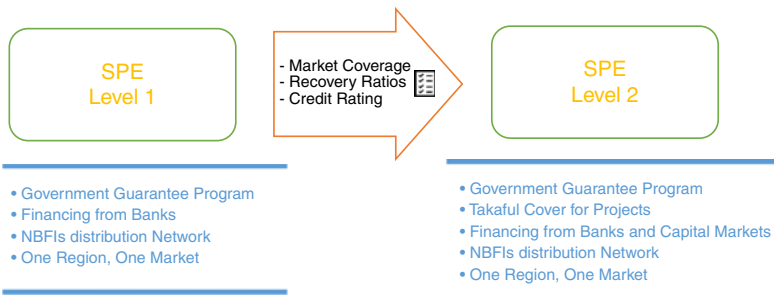 SPE
Level 1
- Market Coverage
- Recovery Ratios
- Credit Rating
SPE
Level 2
• Government Guarantee Program
• Financing from Banks
• NBFIs distribution Network
• One Region, One Market
• Government Guarantee Program
• Takaful Cover for Projects
• Financing from Banks and Capital Markets
• NBFIs distribution Network
• One Region, One Market